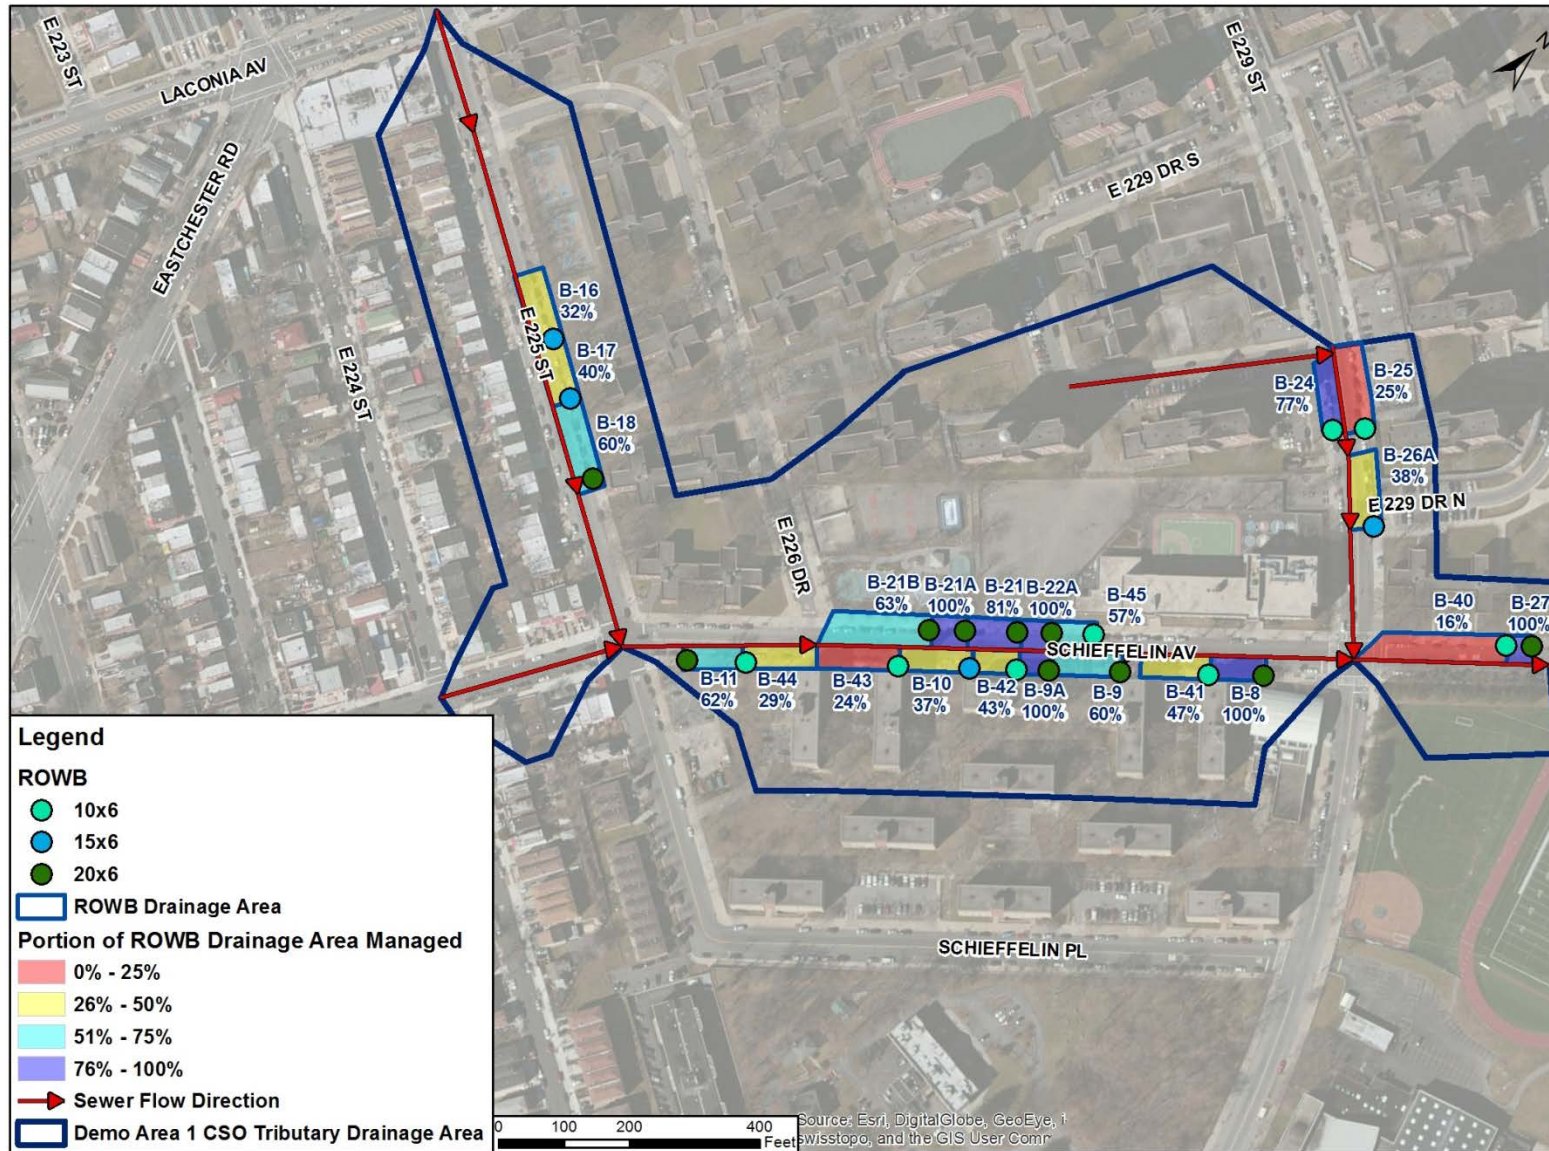 E 223 ST
LACONIA AV
EASTCHESTER RD
E 229 ST
N
E 229 DR S
B-16
32%
E 225 ST
B-17
40%
B-18
60%
E 224 ST
B-24
77%
B-25
25%
B-26A
38%
E 229 DR N
E 226 DR
B-21B B-21A B-21 B-22A B-45
63% 100% 81% 100% 57%
B-40
16%
B-27
100%
SCHIEFFELIN AV
B-11 B-44 B-43 B-10 B-42 B-9A B-9 B-41 B-8
62% 29% 24% 37% 43% 100% 60% 47% 100%
SCHIEFFELIN PL
Legend
ROWB
10x6
15x6
20x6
ROWB Drainage Area
Portion of ROWB Drainage Area Managed
0% - 25%
26% - 50%
51% - 75%
76% - 100%
Sewer Flow Direction
Demo Area 1 CSO Tributary Drainage Area
0 100 200 400
Feet
Source: Esri, DigitalGlobe, GeoEye, i
swisstopo, and the GIS User Comm